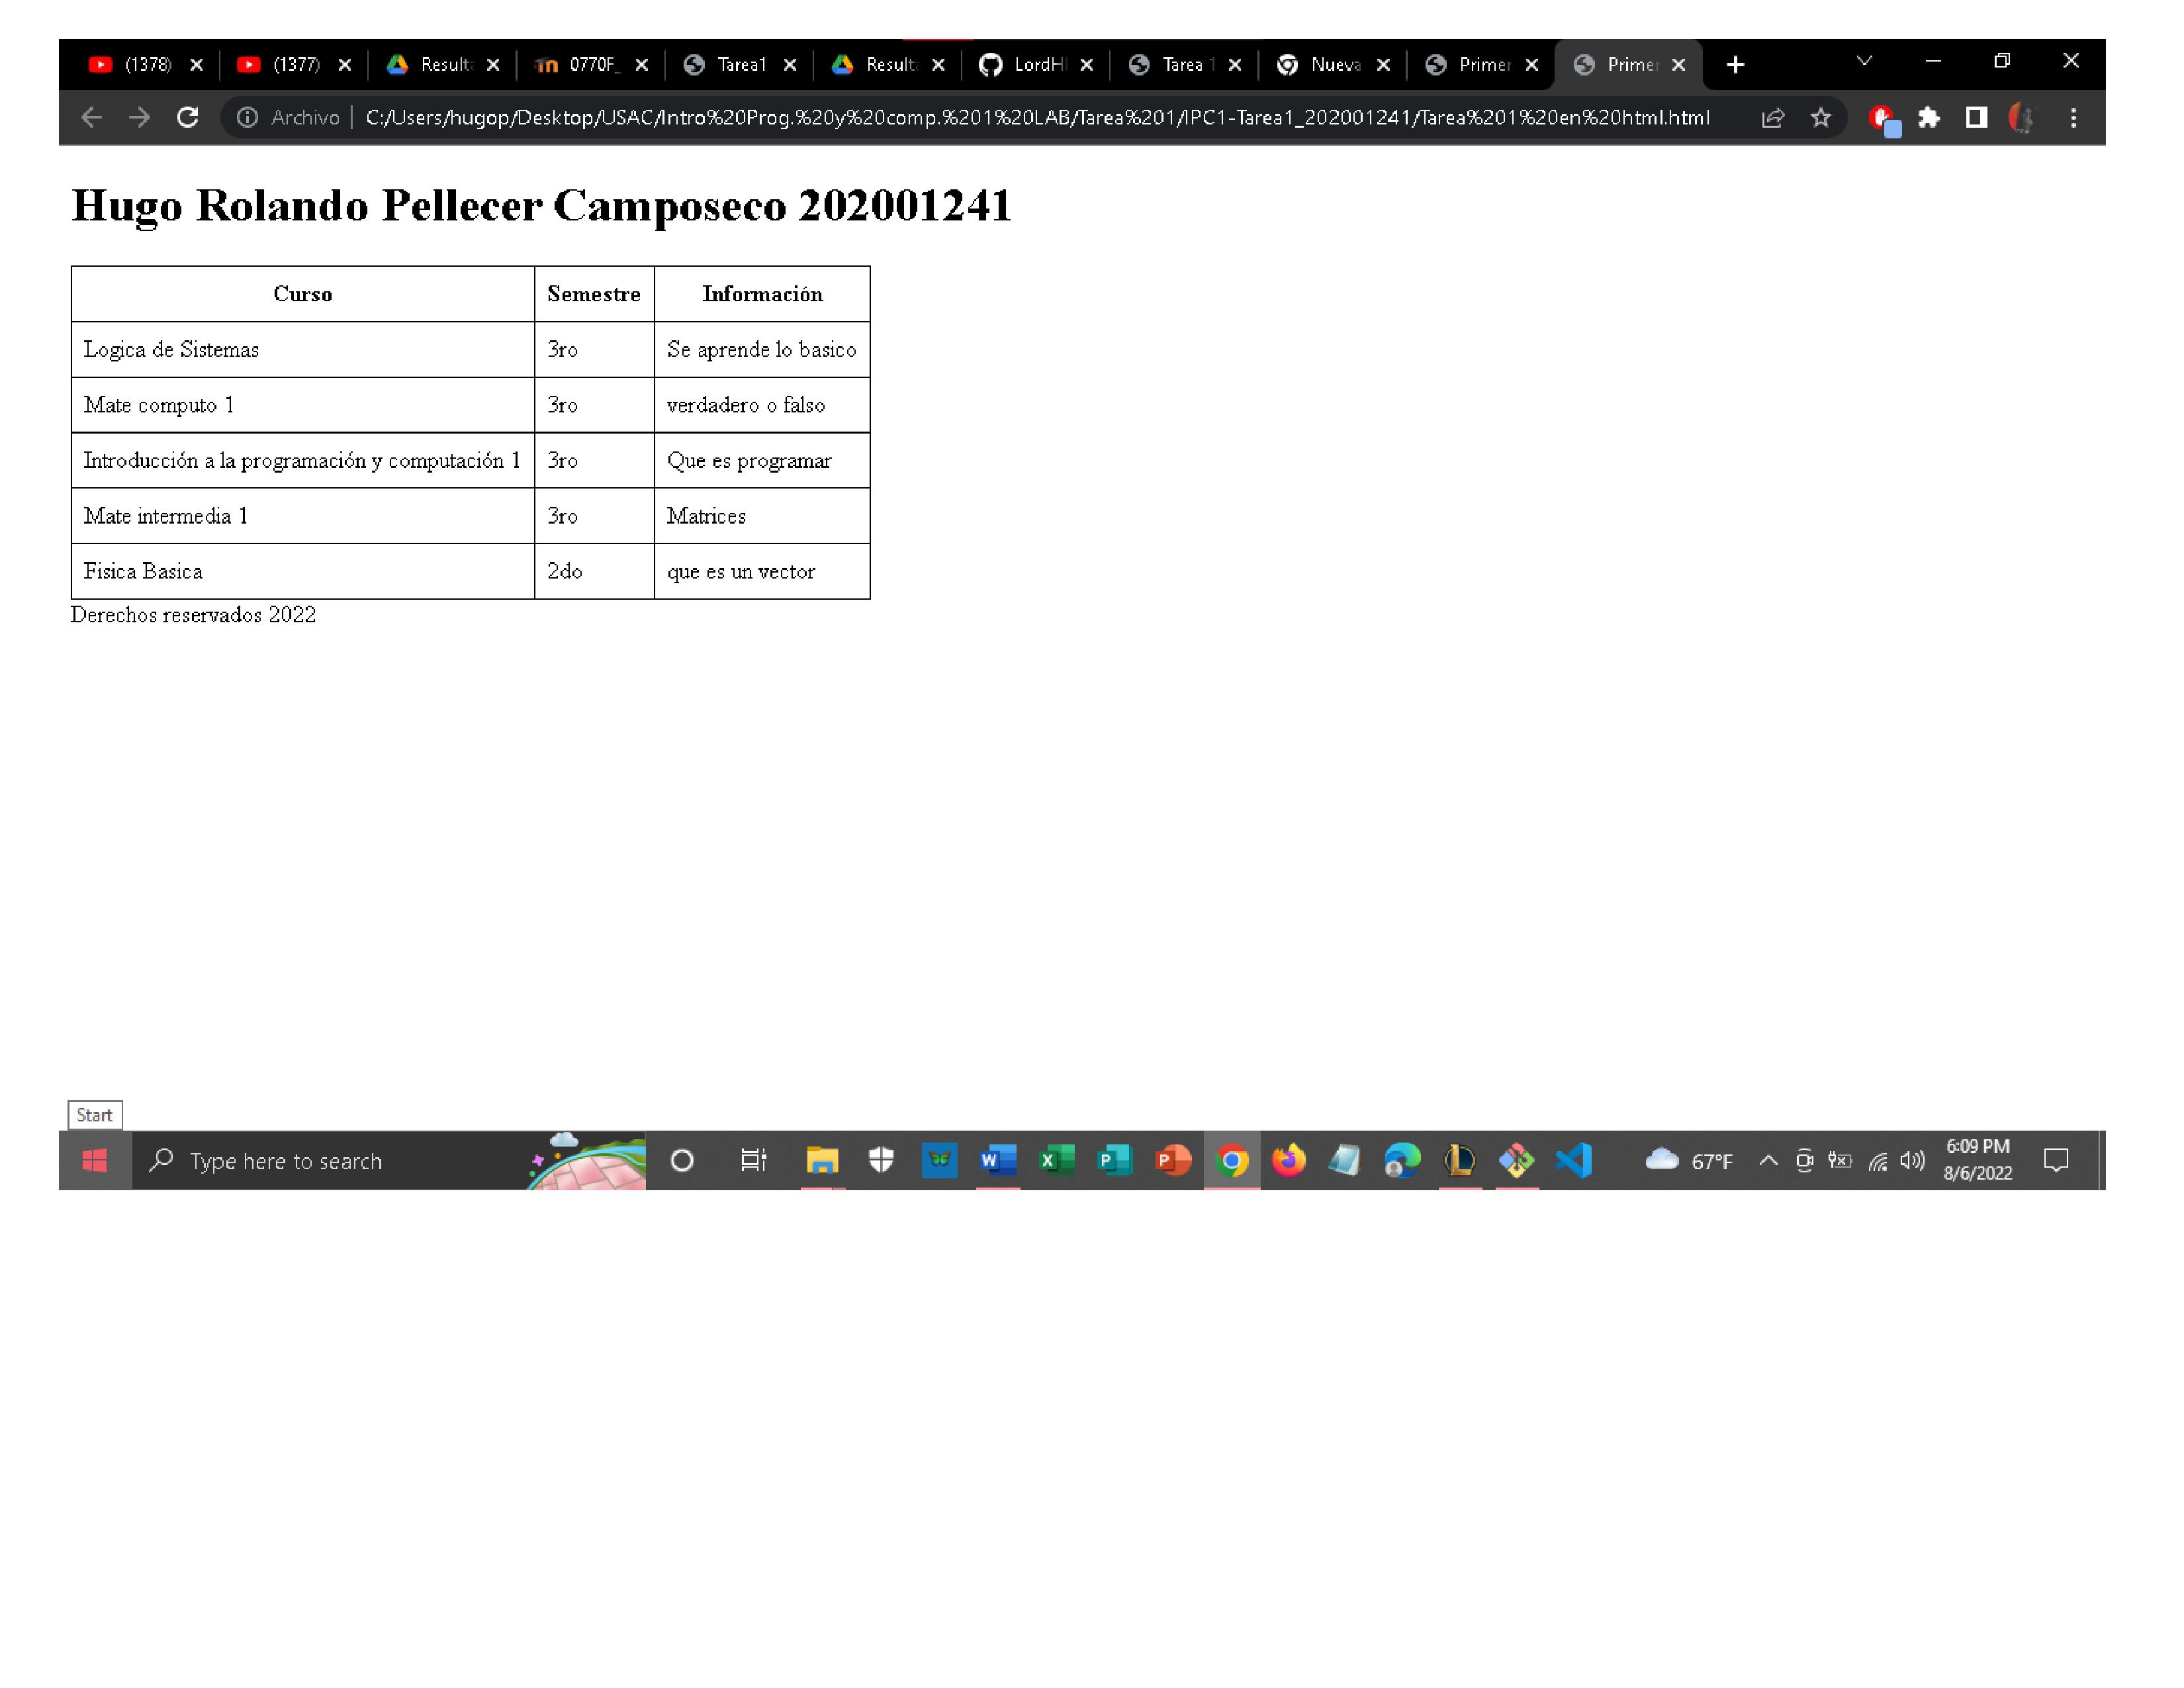 (1378) (1377) Result 0770F_ Tarea1 Result LordH Tarea 1 Nueva Primer Primer
Archivo C:/Users/hugop/Desktop/USAC/Intro%20Prog.%20y%20comp.%201%20LAB/Tarea%201/IPC1-Tarea1_202001241/Tarea%201%20en%20html.html
Hugo Rolando Pellecer Camposeco 202001241
Curso Semestre Información
Logica de Sistemas 3ro Se aprende lo basico
Mate computo 1 3ro verdadero o falso
Introducción a la programación y computación 1 3ro Que es programar
Mate intermedia 1 3ro Matrices
Fisica Basica 2do que es un vector
Derechos reservados 2022
Start
Type here to search 67°F 6:09 PM
8/6/2022